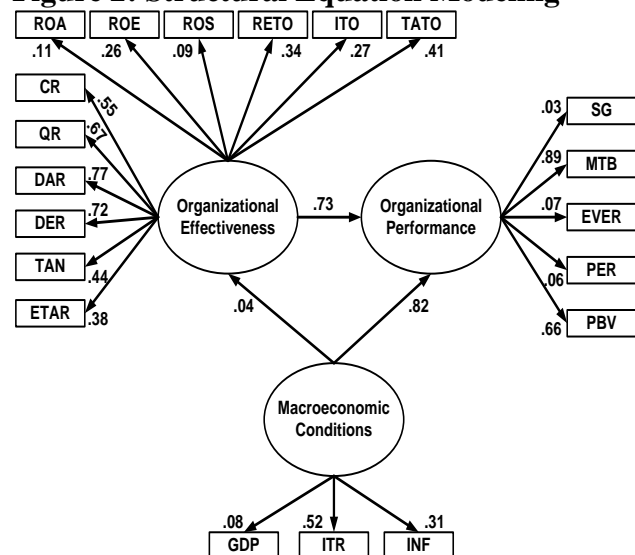 Figure 2. Structural Equation Modeling
ROA ROE ROS RETO ITO TATO
.11 .26 .09 .34 .27 .41
CR
.55
QR
.67
DAR
.77
DER
.72
TAN
.44
ETAR
.38
Organizational
Effectiveness
.73
Organizational
Performance
.03
SG
.89
MTB
.07
EVER
.06
PER
.66
PBV
.04
.82
Macroeconomic
Conditions
.08 .52 .31
GDP ITR INF